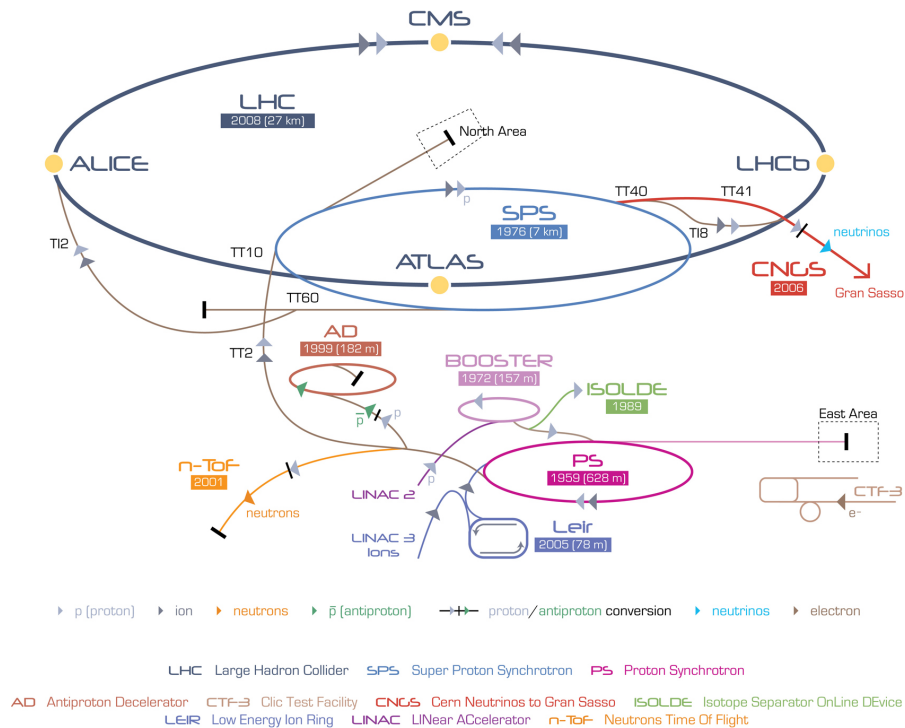 CMS
LHC
2008 (27 km)
North Area
ALICE
LHCb
TT40
TT41
SPS
1976 (7 km)
p
TI8
neutrinos
TI2
TT10
ATLAS
CNGS
2006
Gran Sasso
TT60
AD
1999 (182 m)
TT2
BOOSTER
1972 (157 m)
ISOLDE
1989
p
p̅
East Area
n-ToF
2001
neutrons
LINAC 2
p
PS
1959 (628 m)
CTF-3
e-
LINAC 3
Ions
Leir
2005 (78 m)
p (proton) ion neutrons p̅ (antiproton) proton/antiproton conversion neutrinos electron
LHC Large Hadron Collider SPS Super Proton Synchrotron PS Proton Synchrotron
AD Antiproton Decelerator CTF-3 Clic Test Facility CNGS Cern Neutrinos to Gran Sasso ISOLDE Isotope Separator OnLine DEvice
LEIR Low Energy Ion Ring LINAC LINear ACcelerator n-ToF Neutrons Time Of Flight